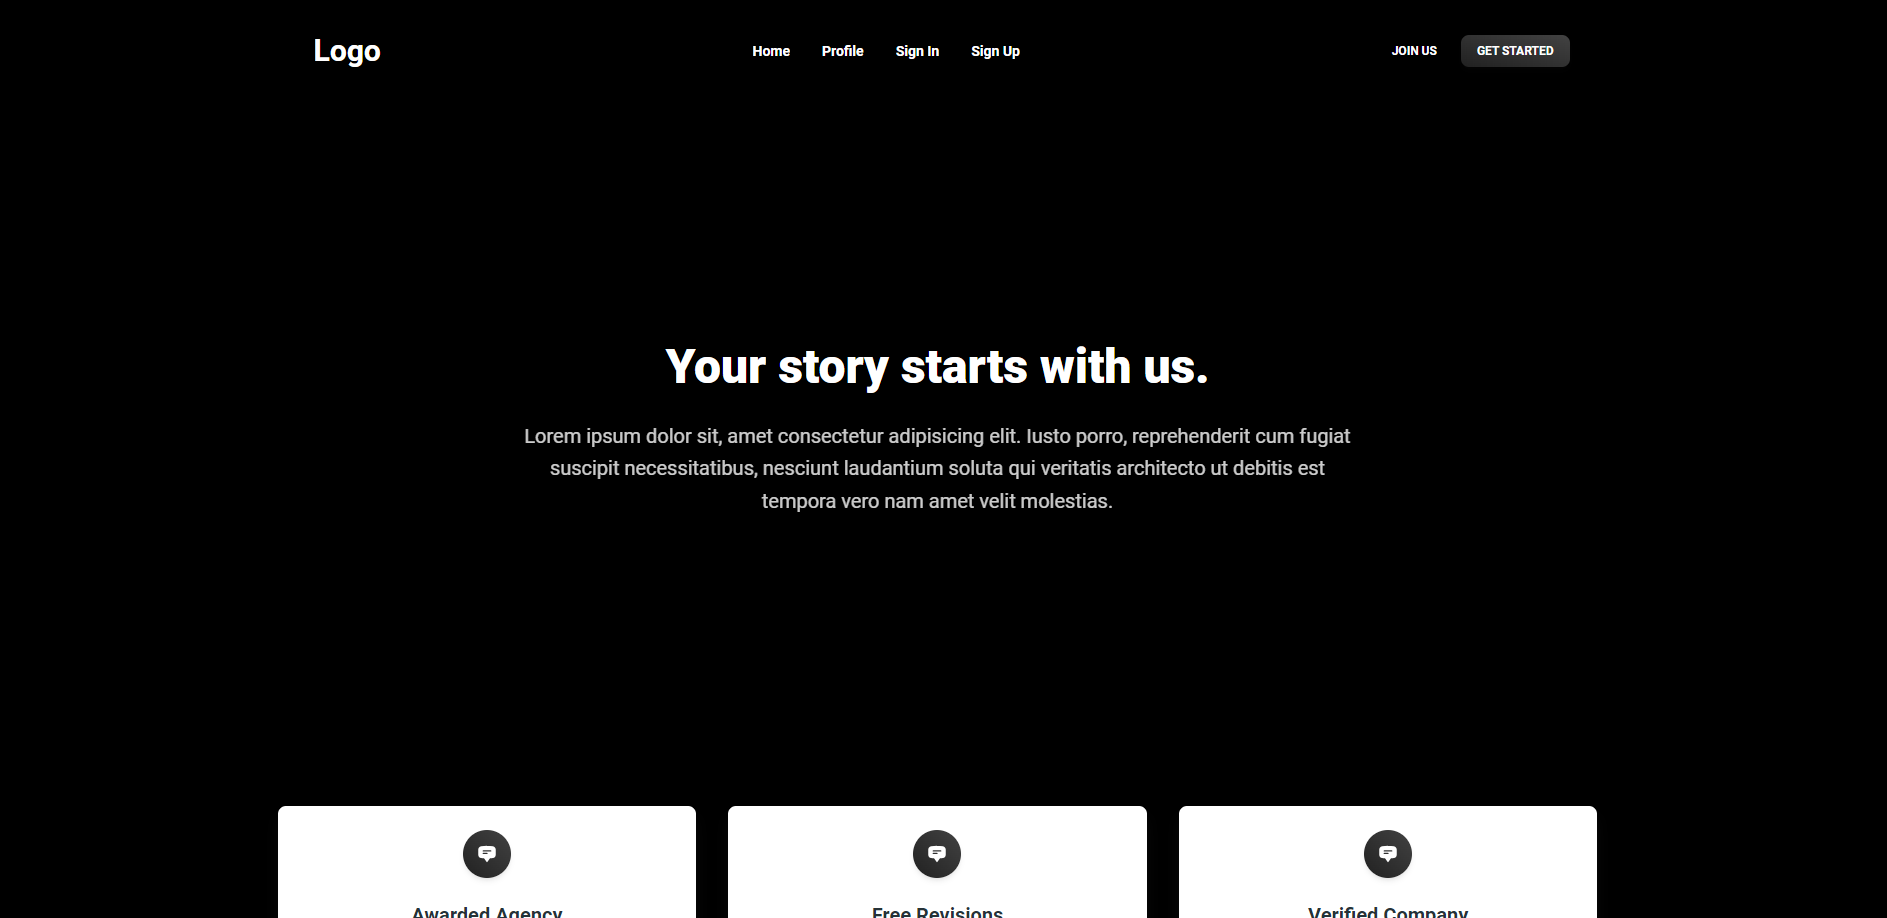 Logo
Home Profile Sign In Sign Up
JOIN US GET STARTED
Your story starts with us.
Lorem ipsum dolor sit, amet consectetur adipisicing elit. Iusto porro, reprehenderit cum fugiat
suscipit necessitatibus, nesciunt laudantium soluta qui veritatis architecto ut debitis est
tempora vero nam amet velit molestias.
Awarded Agency
Free Revisions
Verified Company